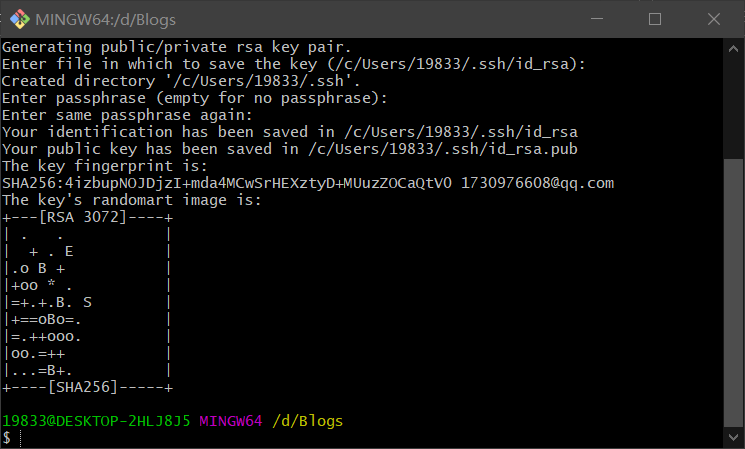 MINGW64:/d/Blogs
Generating public/private rsa key pair.
Enter file in which to save the key (/c/Users/19833/.ssh/id_rsa):
Created directory '/c/Users/19833/.ssh'.
Enter passphrase (empty for no passphrase):
Enter same passphrase again:
Your identification has been saved in /c/Users/19833/.ssh/id_rsa
Your public key has been saved in /c/Users/19833/.ssh/id_rsa.pub
The key fingerprint is:
SHA256:4izbupNOJDjzI+mda4MCwSrHEXztyD+MUuzZOCaQtV0 1730976608@qq.com
The key's randomart image is:
+---[RSA 3072]----+
| .   .           |
|  + . E          |
|.o B +           |
|+oo * .          |
|=+.+.B. S        |
|+==oBo=.         |
|=.++ooo.         |
|oo.=++           |
|...=B+.          |
+----[SHA256]-----+
19833@DESKTOP-2HLJ8J5 MINGW64 /d/Blogs
$